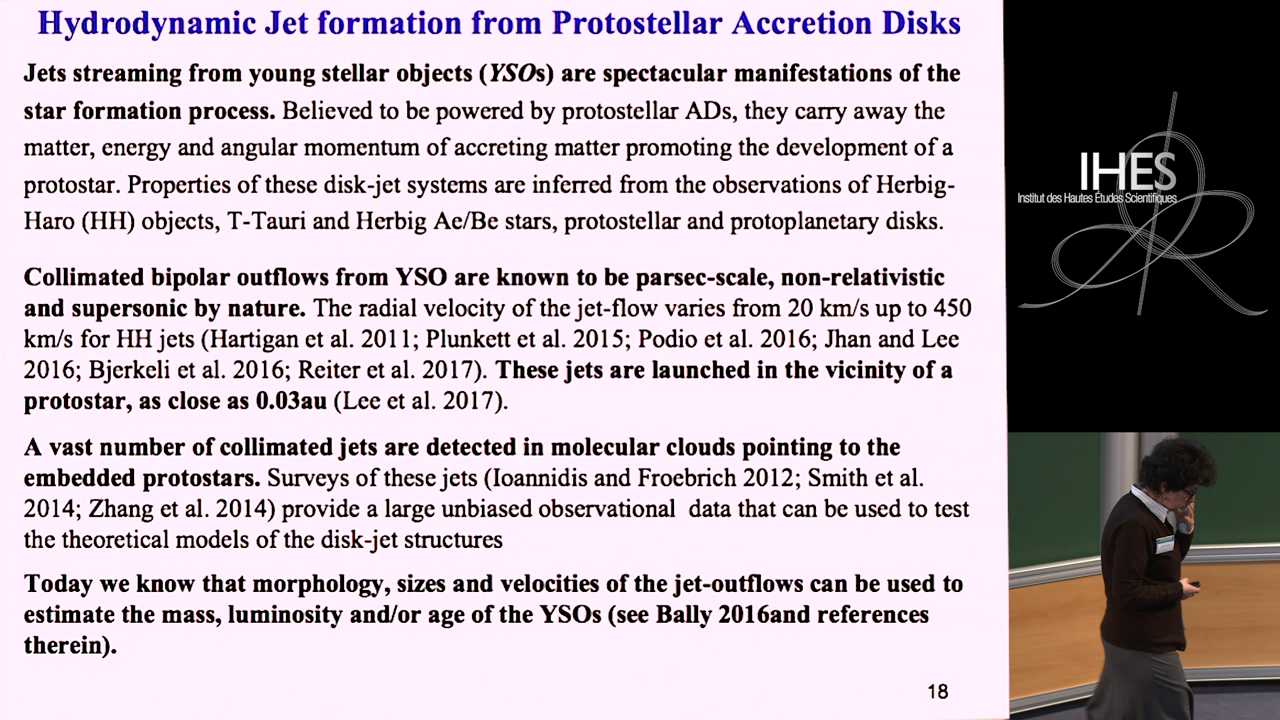 Hydrodynamic Jet formation from Protostellar Accretion Disks
Jets streaming from young stellar objects (YSOs) are spectacular manifestations of the
star formation process. Believed to be powered by protostellar ADs, they carry away the
matter, energy and angular momentum of accreting matter promoting the development of a
protostar. Properties of these disk-jet systems are inferred from the observations of Herbig-
Haro (HH) objects, T-Tauri and Herbig Ae/Be stars, protostellar and protoplanetary disks.
Collimated bipolar outflows from YSO are known to be parsec-scale, non-relativistic
and supersonic by nature. The radial velocity of the jet-flow varies from 20 km/s up to 450
km/s for HH jets (Hartigan et al. 2011; Plunkett et al. 2015; Podio et al. 2016; Jhan and Lee
2016; Bjerkeli et al. 2016; Reiter et al. 2017). These jets are launched in the vicinity of a
protostar, as close as 0.03au (Lee et al. 2017).
A vast number of collimated jets are detected in molecular clouds pointing to the
embedded protostars. Surveys of these jets (Ioannidis and Froebrich 2012; Smith et al.
2014; Zhang et al. 2014) provide a large unbiased observational data that can be used to test
the theoretical models of the disk-jet structures
Today we know that morphology, sizes and velocities of the jet-outflows can be used to
estimate the mass, luminosity and/or age of the YSOs (see Bally 2016and references
therein).
18
IHES
Institut des Hautes Études Scientifiques